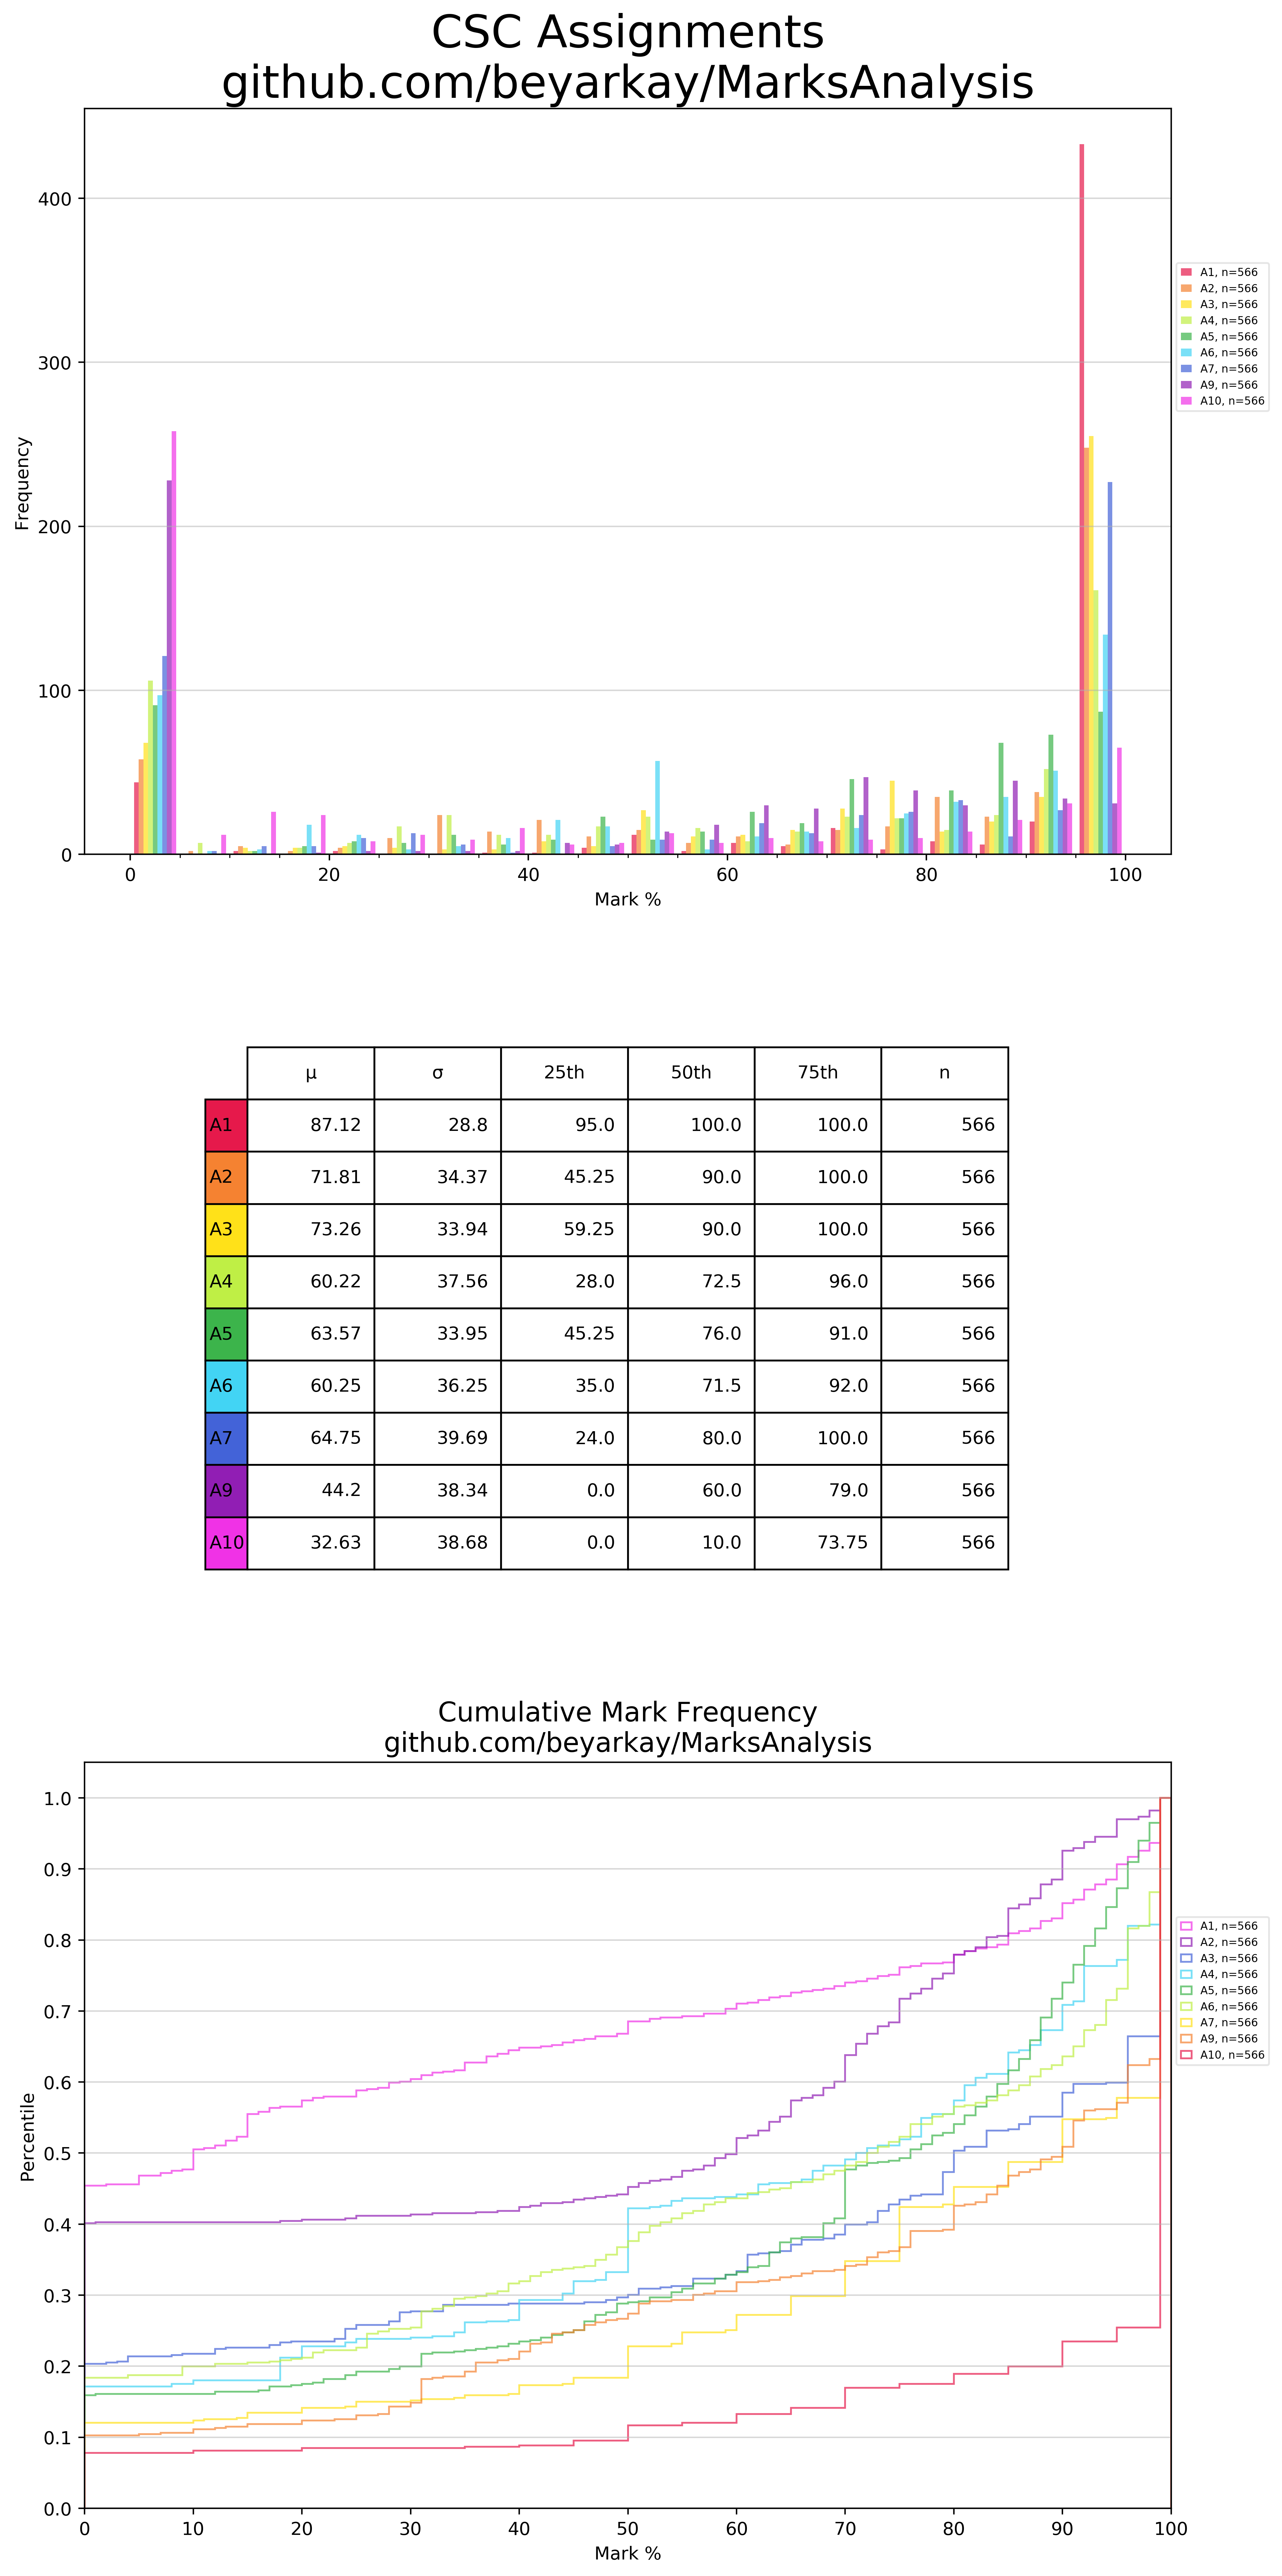 CSC Assignments
github.com/beyarkay/MarksAnalysis
Frequency
400
300
200
100
0
0 20 40 60 80 100
Mark %
A1, n=566
A2, n=566
A3, n=566
A4, n=566
A5, n=566
A6, n=566
A7, n=566
A9, n=566
A10, n=566
μ σ 25th 50th 75th n
A1 87.12 28.8 95.0 100.0 100.0 566
A2 71.81 34.37 45.25 90.0 100.0 566
A3 73.26 33.94 59.25 90.0 100.0 566
A4 60.22 37.56 28.0 72.5 96.0 566
A5 63.57 33.95 45.25 76.0 91.0 566
A6 60.25 36.25 35.0 71.5 92.0 566
A7 64.75 39.69 24.0 80.0 100.0 566
A9 44.2 38.34 0.0 60.0 79.0 566
A10 32.63 38.68 0.0 10.0 73.75 566
Cumulative Mark Frequency
github.com/beyarkay/MarksAnalysis
Percentile
1.0
0.9
0.8
0.7
0.6
0.5
0.4
0.3
0.2
0.1
0.0
0 10 20 30 40 50 60 70 80 90 100
Mark %
A1, n=566
A2, n=566
A3, n=566
A4, n=566
A5, n=566
A6, n=566
A7, n=566
A9, n=566
A10, n=566